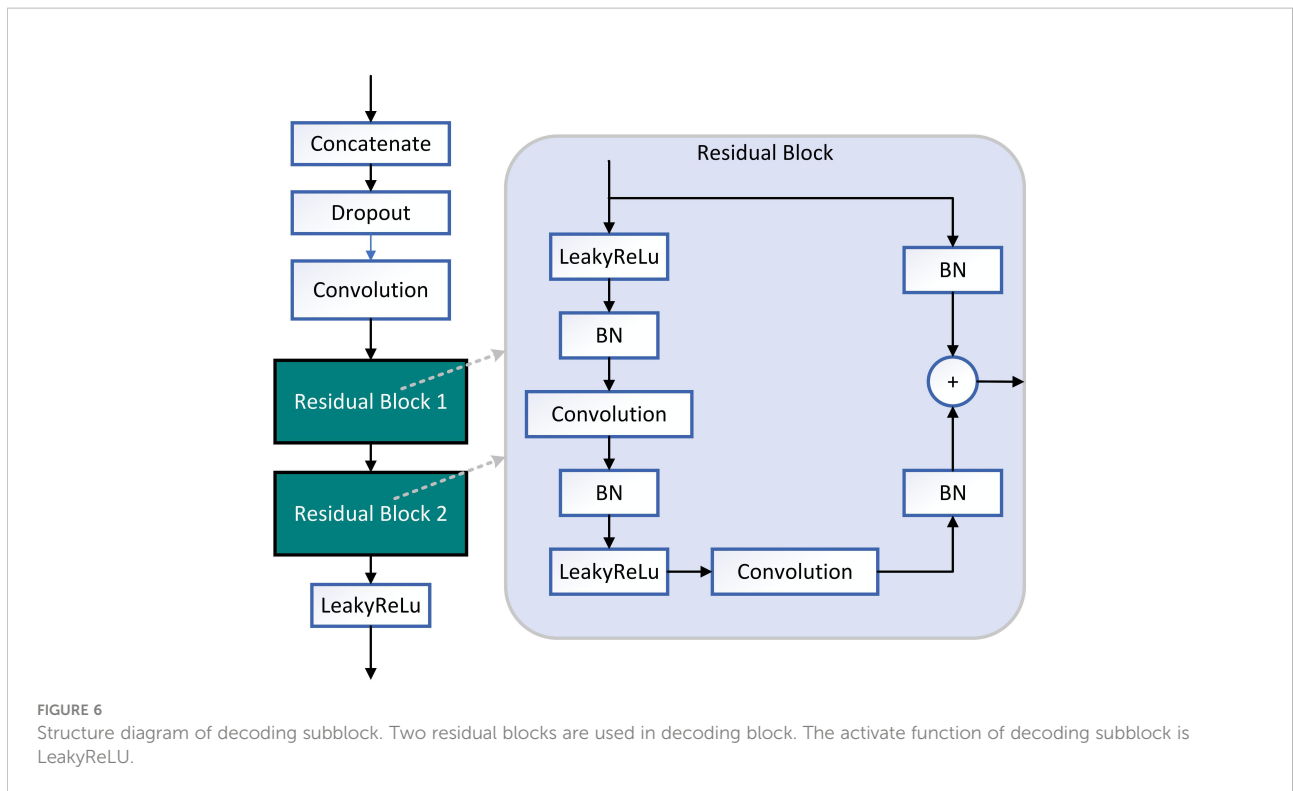 Concatenate
Dropout
Convolution
Residual Block 1
Residual Block 2
LeakyReLu
Residual Block
LeakyReLu
BN
Convolution
BN
LeakyReLu
Convolution
BN
+
BN
FIGURE 6
Structure diagram of decoding subblock. Two residual blocks are used in decoding block. The activate function of decoding subblock is
LeakyReLU.